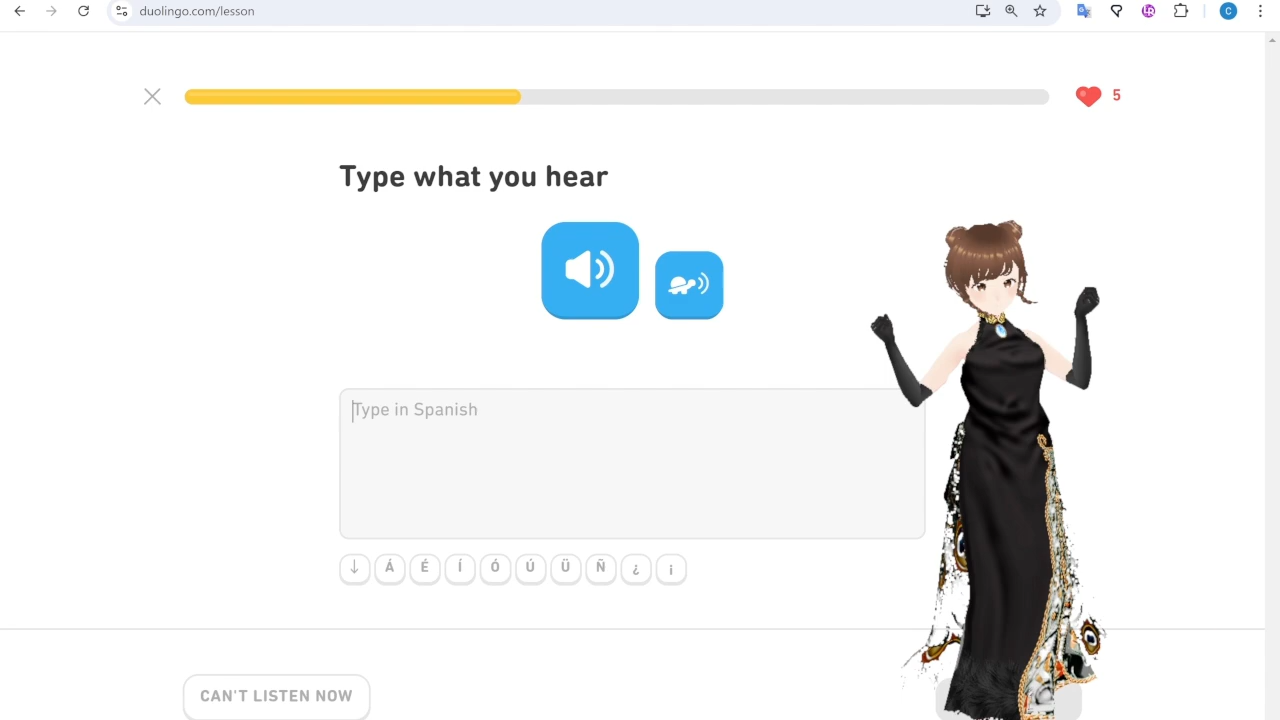 duolingo.com/lesson
C
5
Type what you hear
Type in Spanish
↓ Á É Í Ó Ú Ü Ñ ¿ ¡
CAN'T LISTEN NOW